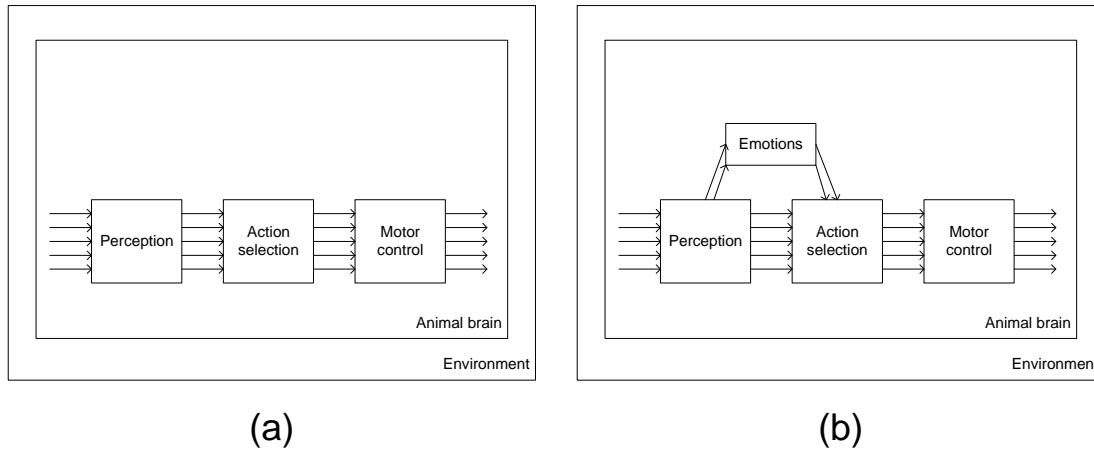 Perception
Action
selection
Motor
control
Animal brain
Environment
(a)
Emotions
Perception
Action
selection
Motor
control
Animal brain
Environmen
(b)